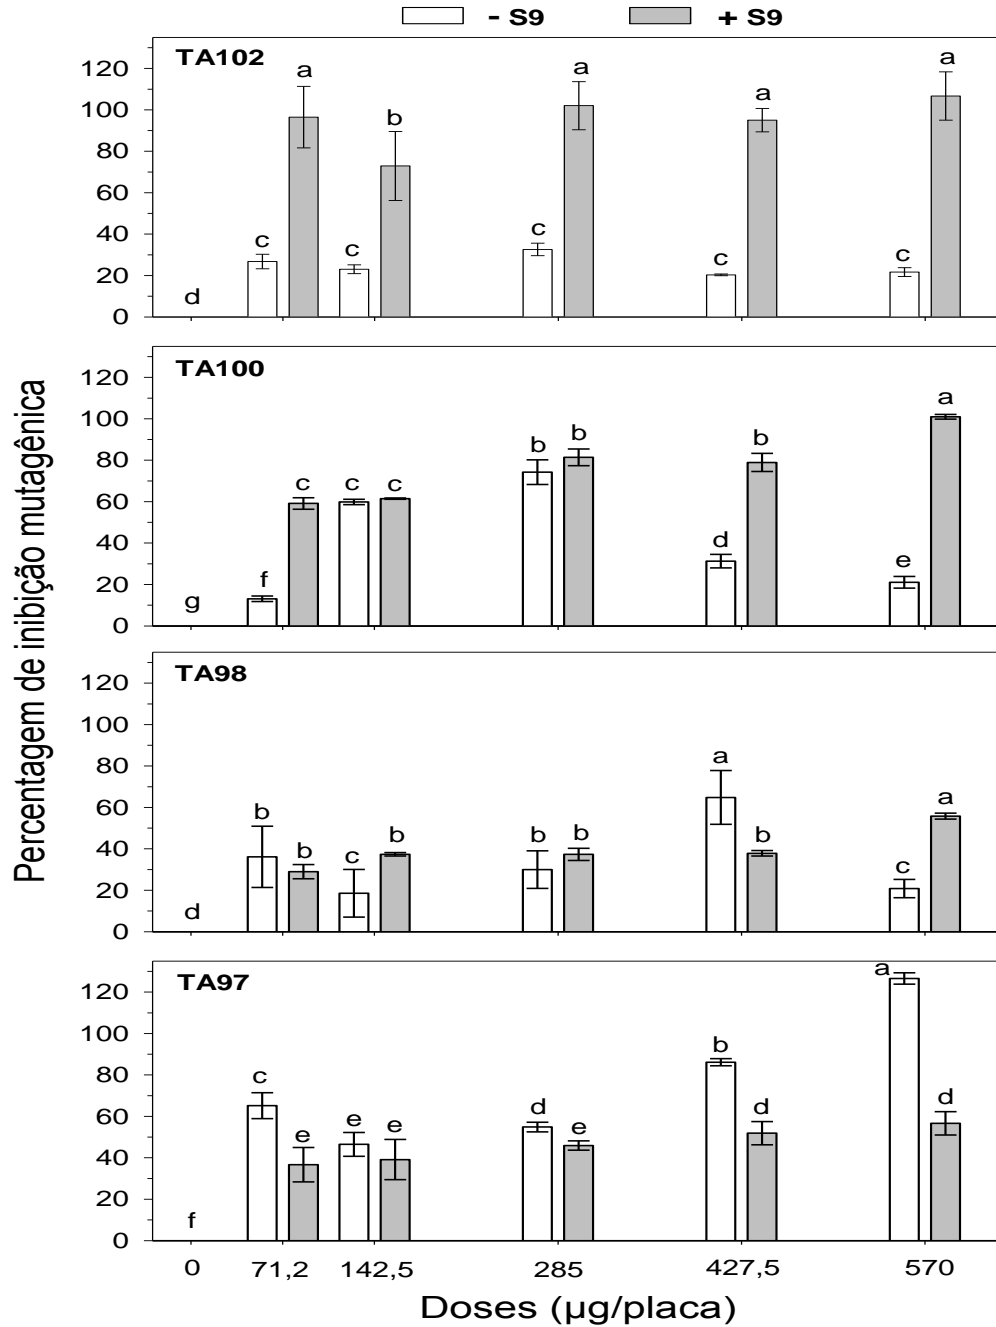 - S9 + S9
TA102
120
100
80
60
40
20
0
d c a c b c a c a c a
TA100
120
100
80
60
40
20
0
g f c c c b b d b e a
TA98
120
100
80
60
40
20
0
d b b c b b b a b c a
TA97
120
100
80
60
40
20
0
f c e e e d e b d a d
0 71,2 142,5 285 427,5 570
Doses (µg/placa)
Percentagem de inibição mutagênica